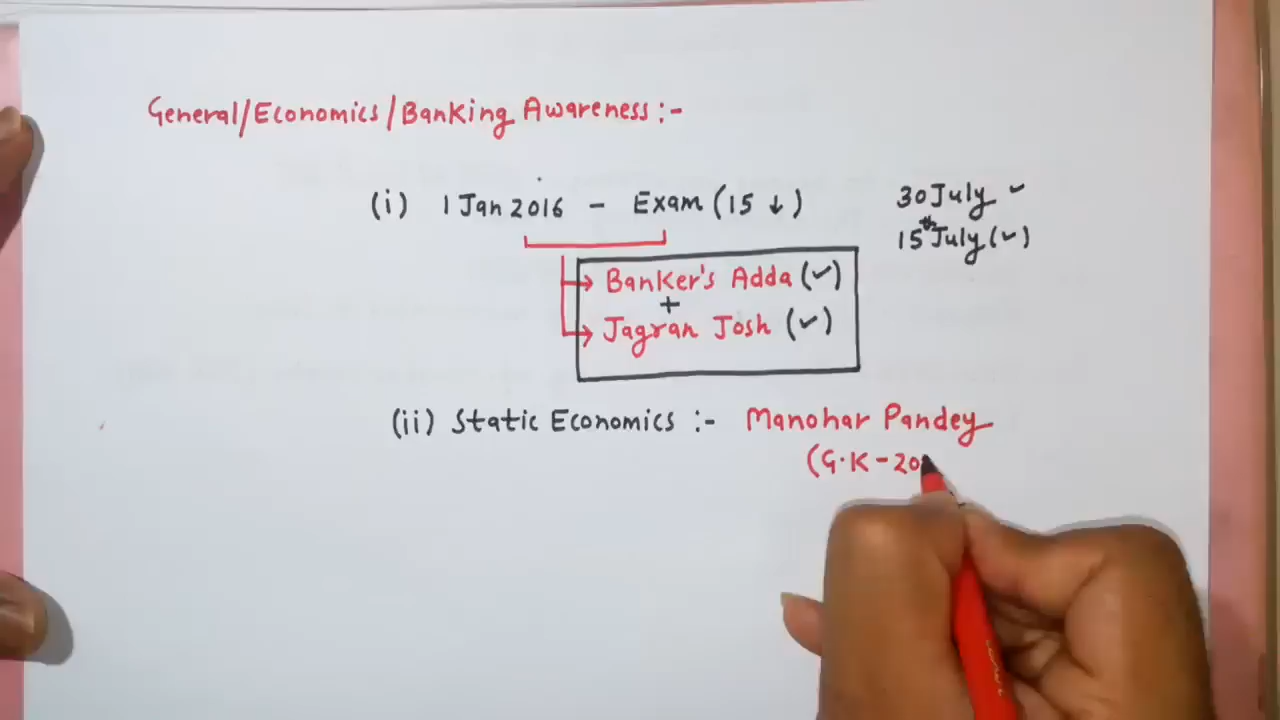 General/Economics/Banking Awareness :-
(i) 1 Jan 2016 - Exam (15 ↓)
30 July ✓
15th July (✓)
Banker's Adda (✓)
+
Jagran Josh (✓)
(ii) Static Economics :- Manohar Pandey
(G.K - 20